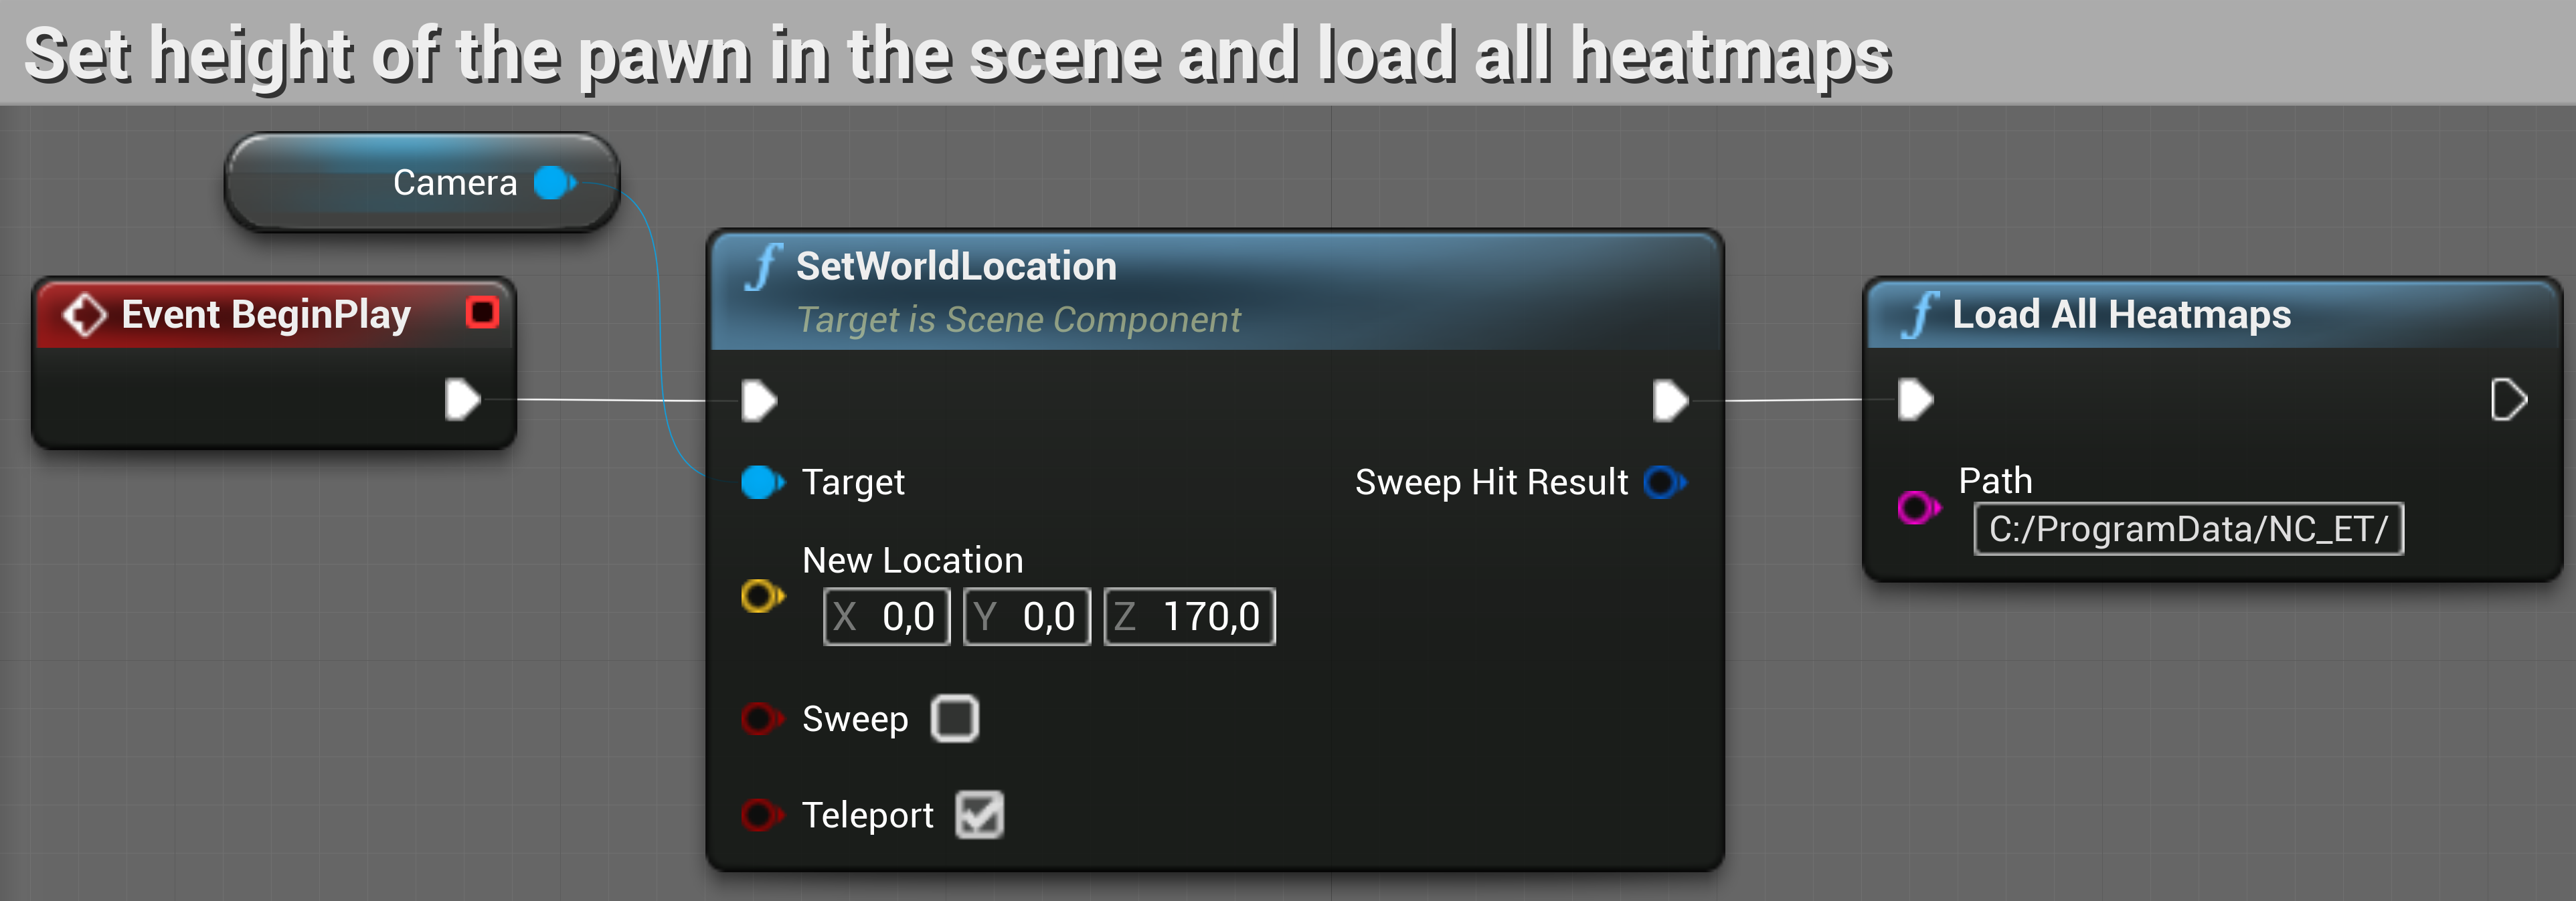 Set height of the pawn in the scene and load all heatmaps
Camera
Event BeginPlay
SetWorldLocation
Target is Scene Component
Target
Sweep Hit Result
New Location
X 0,0 Y 0,0 Z 170,0
Sweep
Teleport
Load All Heatmaps
Path
C:/ProgramData/NC_ET/